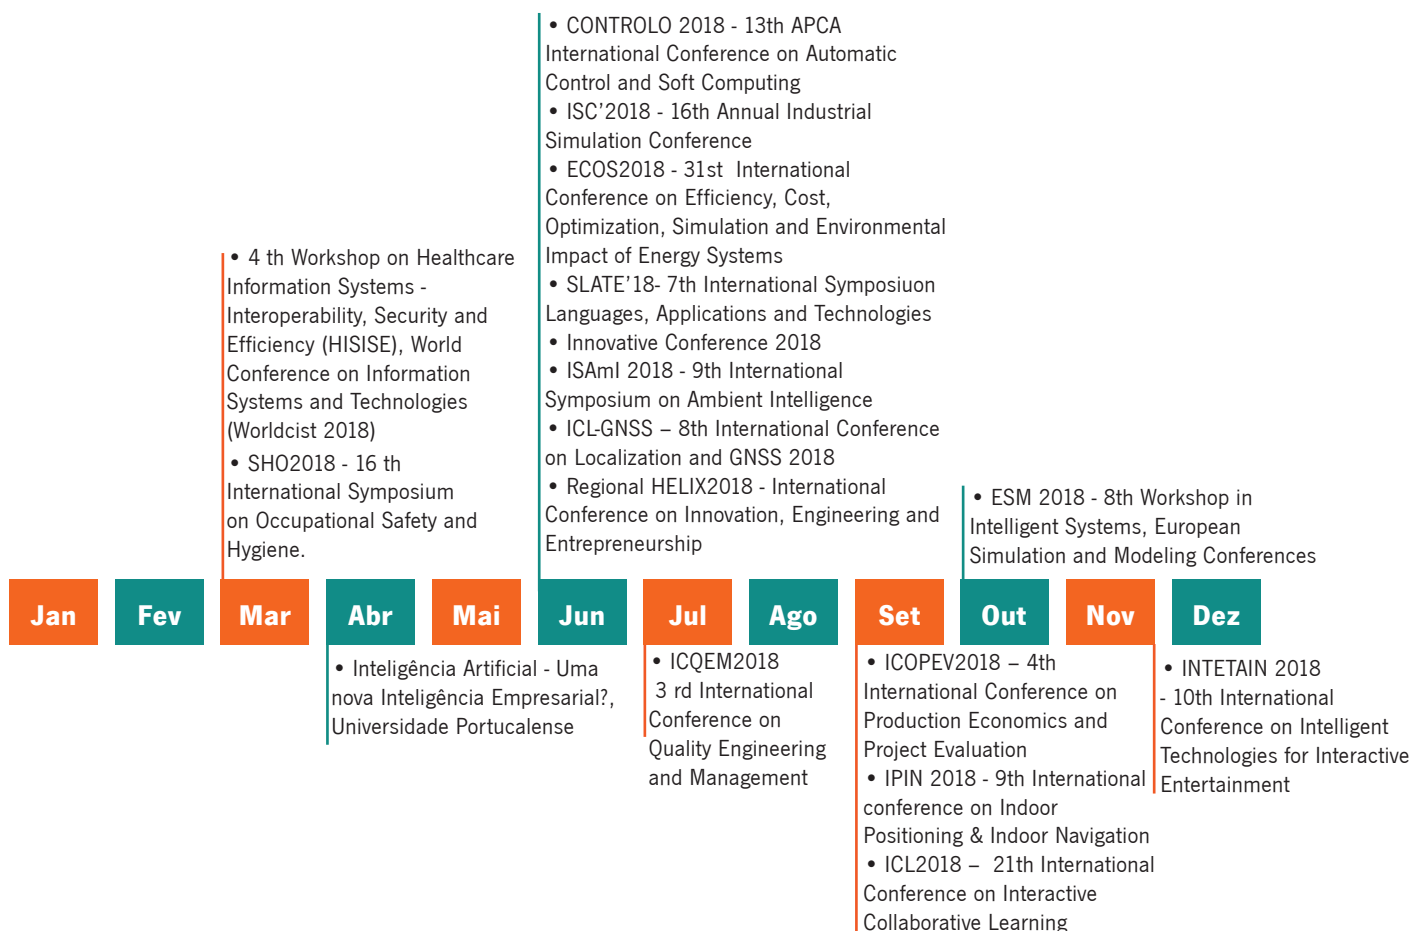 • CONTROLO 2018 - 13th APCA
International Conference on Automatic
Control and Soft Computing
• ISC’2018 - 16th Annual Industrial
Simulation Conference
• ECOS2018 - 31st  International
Conference on Efficiency, Cost,
Optimization, Simulation and Environmental
Impact of Energy Systems
• SLATE’18- 7th International Symposiuon
Languages, Applications and Technologies
• Innovative Conference 2018
• ISAmI 2018 - 9th International
Symposium on Ambient Intelligence
• ICL-GNSS – 8th International Conference
on Localization and GNSS 2018
• Regional HELIX2018 - International
Conference on Innovation, Engineering and
Entrepreneurship
• 4 th Workshop on Healthcare
Information Systems -
Interoperability, Security and
Efficiency (HISISE), World
Conference on Information
Systems and Technologies
(Worldcist 2018)
• SHO2018 - 16 th
International Symposium
on Occupational Safety and
Hygiene.
• ESM 2018 - 8th Workshop in
Intelligent Systems, European
Simulation and Modeling Conferences
Jan
Fev
Mar
Abr
Mai
Jun
Jul
Ago
Set
Out
Nov
Dez
• Inteligência Artificial - Uma
nova Inteligência Empresarial?,
Universidade Portucalense
• ICQEM2018
3 rd International
Conference on
Quality Engineering
and Management
• ICOPEV2018 – 4th
International Conference on
Production Economics and
Project Evaluation
• IPIN 2018 - 9th International
conference on Indoor
Positioning & Indoor Navigation
• ICL2018 –  21th International
Conference on Interactive
Collaborative Learning
• INTETAIN 2018
- 10th International
Conference on Intelligent
Technologies for Interactive
Entertainment